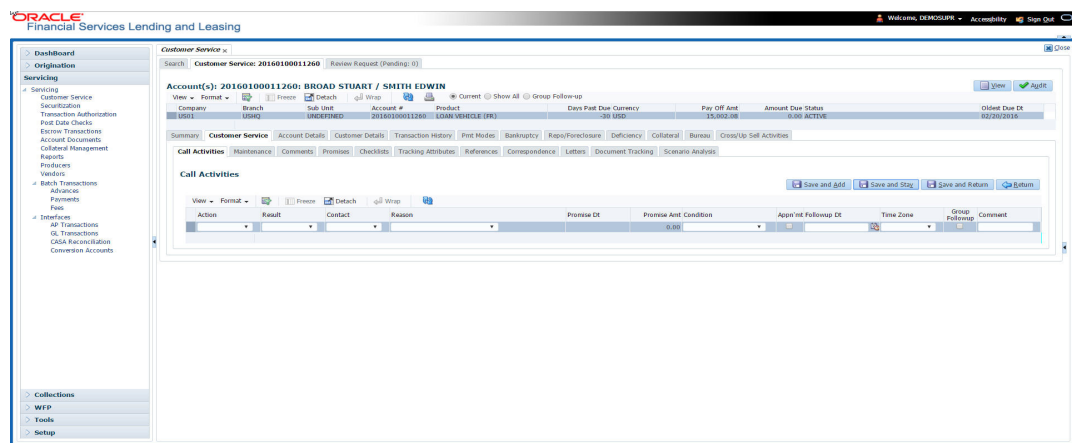 ORACLE
Financial Services Lending and Leasing
Welcome, DEMOSUPR Accessibility Sign Out
Close
DashBoard
Origination
Servicing
Servicing
Customer Service
Securitization
Transaction Authorization
Post Date Checks
Escrow Transactions
Account Documents
Collateral Management
Reports
Producers
Vendors
Batch Transactions
Advances
Payments
Fees
Interfaces
AP Transactions
GL Transactions
CASA Reconciliation
Conversion Accounts
Collections
WFP
Tools
Setup
Customer Service
Search Customer Service: 20160100011260 Review Request (Pending: 0)
Account(s): 20160100011260: BROAD STUART / SMITH EDWIN
View Audit
View Format Freeze Detach Wrap Current Show All Group Follow-up
Company Branch Sub Unit Account # Product Days Past Due Currency Pay Off Amt Amount Due Status Oldest Due Dt
US01 USHQ UNDEFINED 20160100011260 LOAN VEHICLE (FR) -30 USD 15,002.08 0.00 ACTIVE 02/20/2016
Summary Customer Service Account Details Customer Details Transaction History Pmt Modes Bankruptcy Repo/Foreclosure Deficiency Collateral Bureau Cross/Up Sell Activities
Call Activities Maintenance Comments Promises Checklists Tracking Attributes References Correspondence Letters Document Tracking Scenario Analysis
Call Activities
Save and Add Save and Stay Save and Return Return
View Format Freeze Detach Wrap
Action Result Contact Reason Promise Dt Promise Amt Condition Appn'mt Followup Dt Time Zone Group Followup Comment
0.00